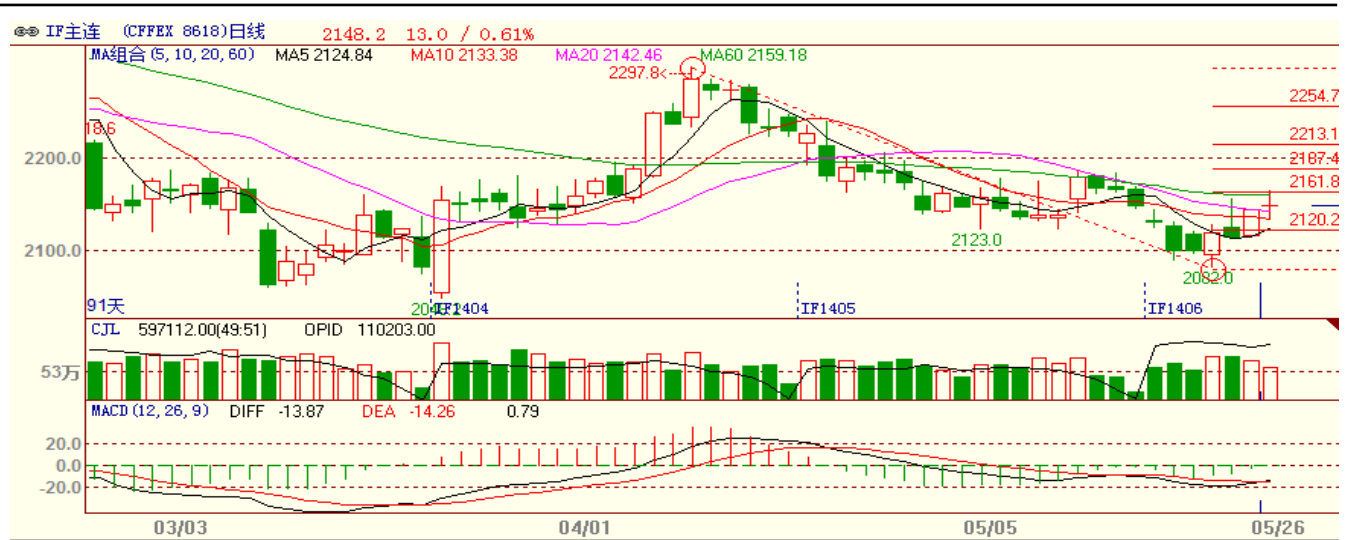 IF主连 (CFFEX 8618)日线 2148.2 13.0 / 0.61%
MA组合(5,10,20,60) MA5 2124.84 MA10 2133.38 MA20 2142.46 MA60 2159.18
2297.8<
2254.7
18.6
2213.1
2200.0
2187.4
2161.8
2120.2
2123.0
2100.0
2082.0
91天
IF1404
IF1405
IF1406
CJL 597112.00(49:51) OPID 110203.00
53万
MACD(12,26,9) DIFF -13.87 DEA -14.26 0.79
20.0
0.0
-20.0
03/03 04/01 05/05 05/26